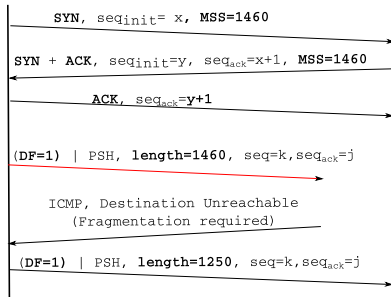 SYN, seqinit= x, MSS=1460
SYN + ACK, seqinit=y, seqack=x+1, MSS=1460
ACK, seqack=y+1
(DF=1) | PSH, length=1460, seq=k,seqack=j
ICMP, Destination Unreachable
(Fragmentation required)
(DF=1) | PSH, length=1250, seq=k,seqack=j